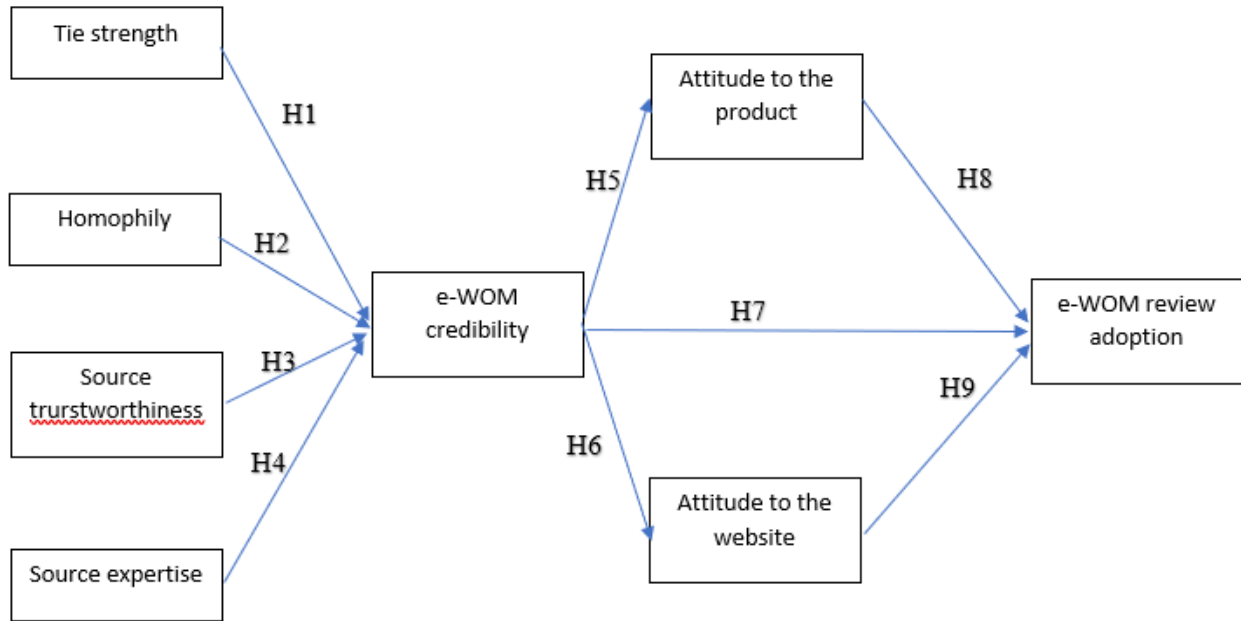 Tie strength
H1
Homophily
H2
Source
trurstworthiness
H3
H4
Source expertise
e-WOM
credibility
H5
H6
H7
Attitude to the
product
Attitude to the
website
H8
H9
e-WOM review
adoption